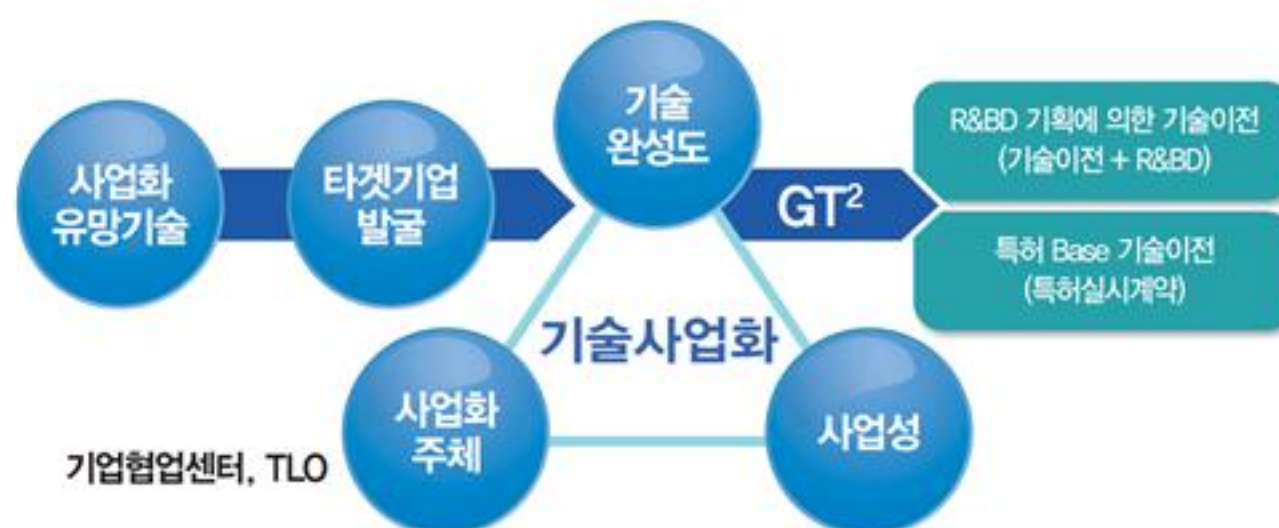 사업화
유망기술
타겟기업
발굴
기술
완성도
GT²
R&BD 기획에 의한 기술이전
(기술이전 + R&BD)
특허 Base 기술이전
(특허실시계약)
기술사업화
사업화
주체
사업성
기업협업센터, TLO